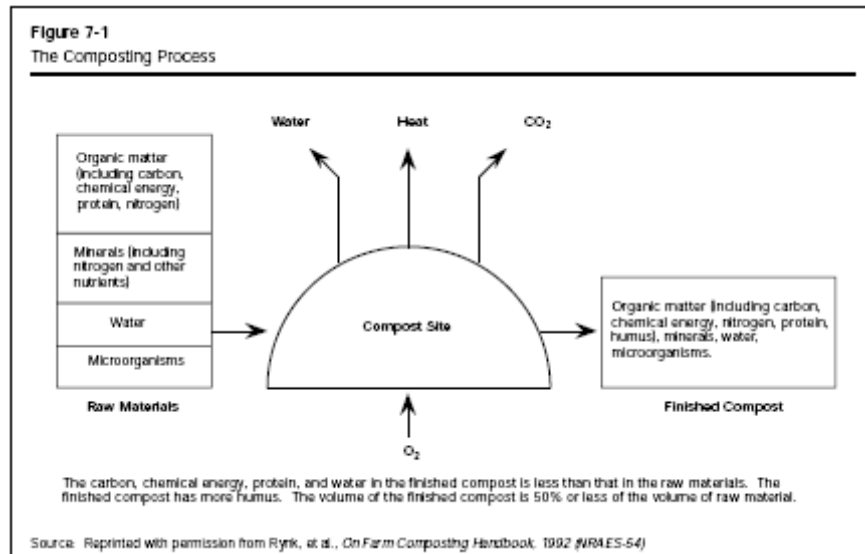 Figure 7-1
The Composting Process
Water
Heat
CO₂
Organic matter
(including carbon,
chemical energy,
protein, nitrogen)
Minerals (including
nitrogen and other
nutrients)
Water
Microorganisms
Raw Materials
Compost Site
O₂
Organic matter (including carbon,
chemical energy, nitrogen, protein,
humus), minerals, water,
microorganisms.
Finished Compost
The carbon, chemical energy, protein, and water in the finished compost is less than that in the raw materials. The
finished compost has more humus. The volume of the finished compost is 50% or less of the volume of raw material.
Source: Reprinted with permission from Rynk, et al., On Farm Composting Handbook, 1992 (NRAES-54)